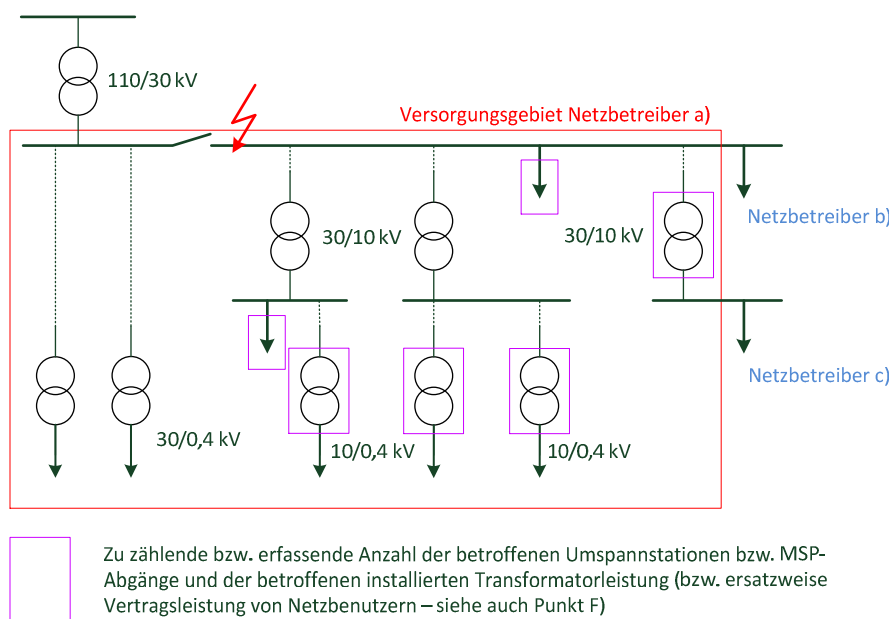 110/30 kV
Versorgungsgebiet Netzbetreiber a)
Netzbetreiber b)
30/10 kV
30/10 kV
Netzbetreiber c)
30/0,4 kV
10/0,4 kV
10/0,4 kV
Zu zählende bzw. erfassende Anzahl der betroffenen Umspannstationen bzw. MSP-
Abgänge und der betroffenen installierten Transformatorleistung (bzw. ersatzweise
Vertragsleistung von Netzbenutzern – siehe auch Punkt F)